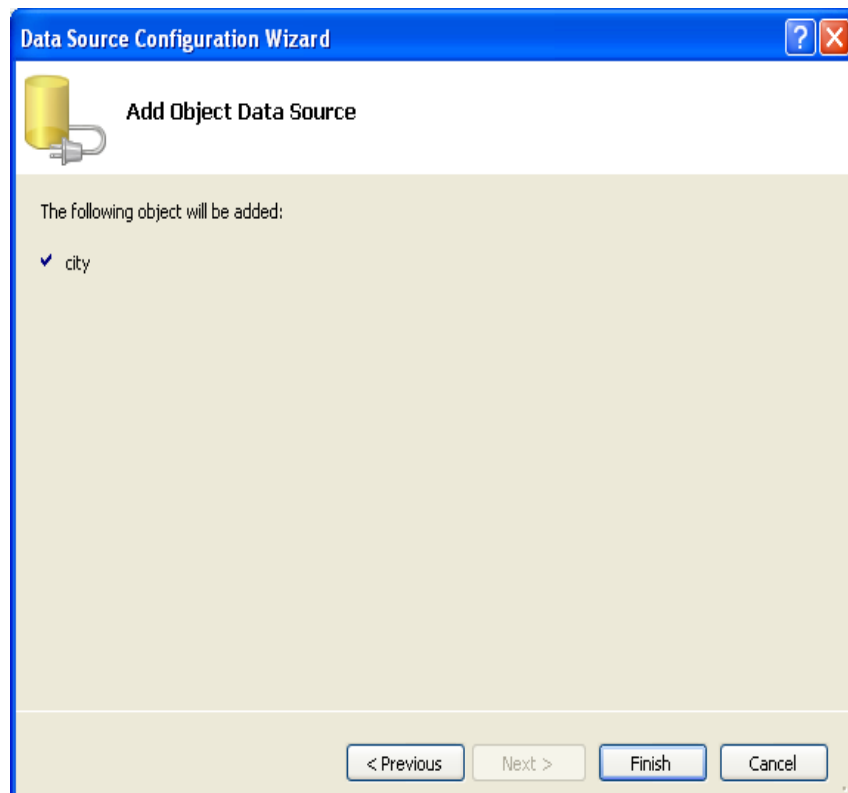 Data Source Configuration Wizard
?
Add Object Data Source
The following object will be added:
city
< Previous Next > Finish Cancel